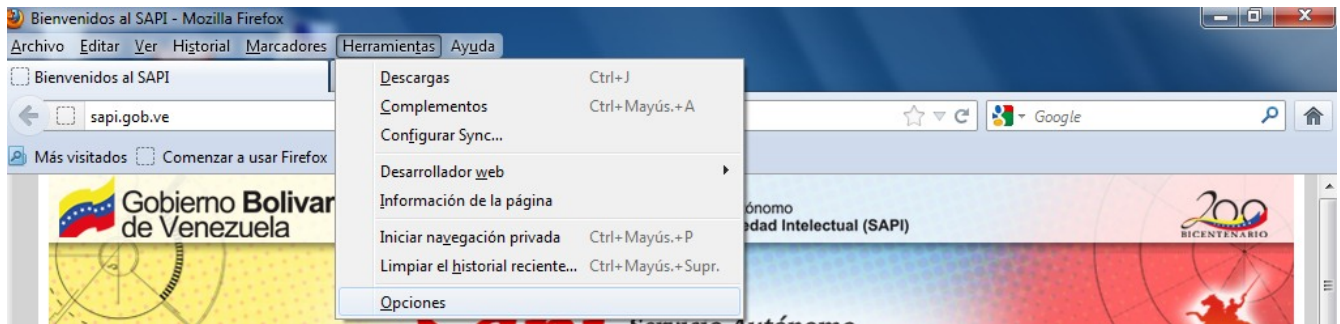 Bienvenidos al SAPI - Mozilla Firefox
Archivo Editar Ver Historial Marcadores Herramientas Ayuda
Bienvenidos al SAPI
sapi.gob.ve
Google
Más visitados Comenzar a usar Firefox
Descargas Ctrl+J
Complementos Ctrl+Mayús.+A
Configurar Sync...
Desarrollador web
Información de la página
Iniciar navegación privada Ctrl+Mayús.+P
Limpiar el historial reciente... Ctrl+Mayús.+Supr.
Opciones
Gobierno Bolivar
de Venezuela
ónomo
edad Intelectual (SAPI)
200
BICENTENARIO
Autónomo